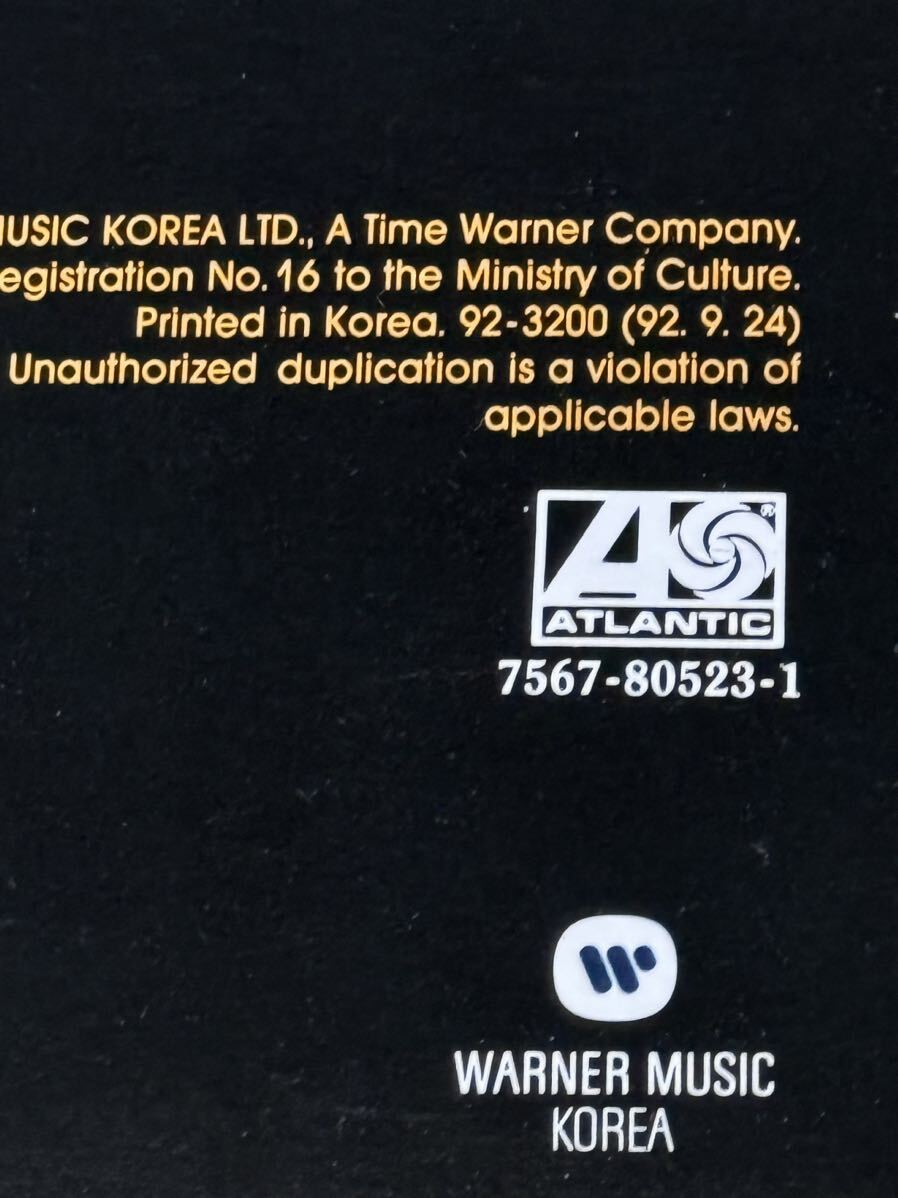 MUSIC KOREA LTD., A Time Warner Company.
egistration No. 16 to the Ministry of Culture.
Printed in Korea. 92-3200 (92. 9. 24)
Unauthorized duplication is a violation of
applicable laws.
A ®
ATLANTIC
7567-80523-1
WARNER MUSIC
KOREA